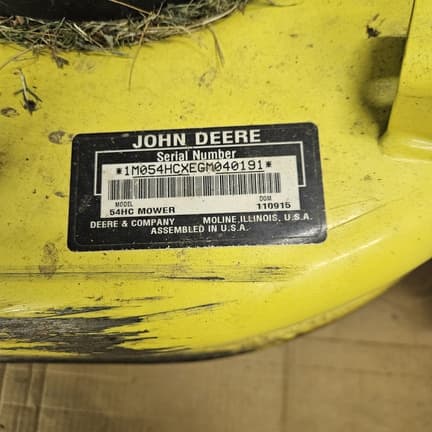 JOHN DEERE
Serial Number
*1M054HCXEGM040191*
MODEL DOM
54HC MOWER 110915
DEERE & COMPANY MOLINE, ILLINOIS, U.S.A.
ASSEMBLED IN U.S.A.